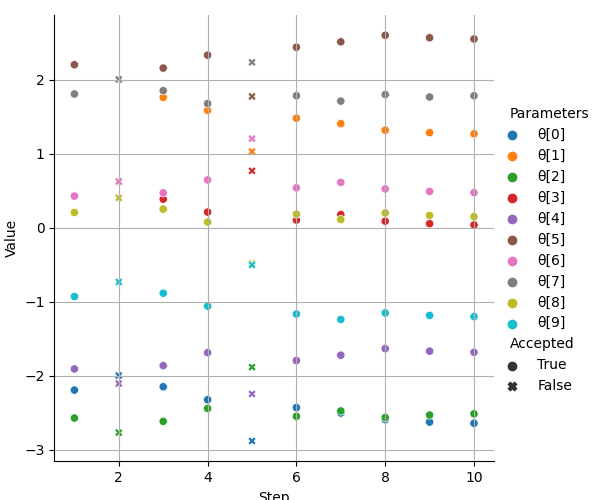 2
1
0
−1
−2
−3
Value
2
4
6
8
10
Step
Parameters
θ[0]
θ[1]
θ[2]
θ[3]
θ[4]
θ[5]
θ[6]
θ[7]
θ[8]
θ[9]
Accepted
True
False